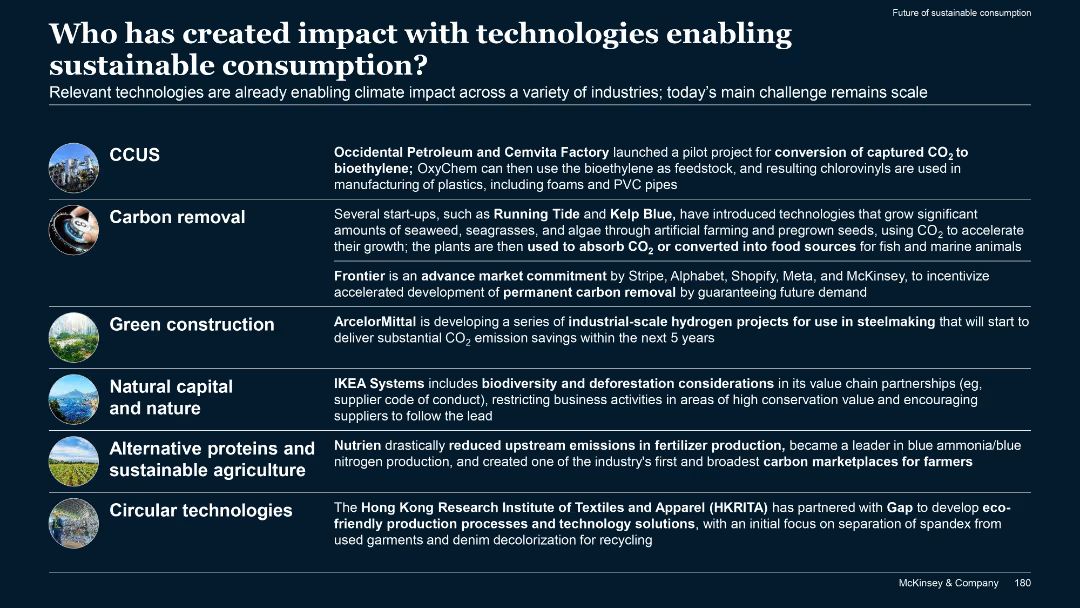 Future of sustainable consumption
Who has created impact with technologies enabling
sustainable consumption?
Relevant technologies are already enabling climate impact across a variety of industries; today's main challenge remains scale
CCUS
Occidental Petroleum and Cemvita Factory launched a pilot project for conversion of captured CO2 to
bioethylene; OxyChem can then use the bioethylene as feedstock, and resulting chlorovinyls are used in
manufacturing of plastics, including foams and PVC pipes
Carbon removal
Several start-ups, such as Running Tide and Kelp Blue, have introduced technologies that grow significant
amounts of seaweed, seagrasses, and algae through artificial farming and pregrown seeds, using CO2 to accelerate
their growth; the plants are then used to absorb CO2 or converted into food sources for fish and marine animals
Frontier is an advance market commitment by Stripe, Alphabet, Shopify, Meta, and McKinsey, to incentivize
accelerated development of permanent carbon removal by guaranteeing future demand
Green construction
ArcelorMittal is developing a series of industrial-scale hydrogen projects for use in steelmaking that will start to
deliver substantial CO2 emission savings within the next 5 years
Natural capital
and nature
IKEA Systems includes biodiversity and deforestation considerations in its value chain partnerships (eg,
supplier code of conduct), restricting business activities in areas of high conservation value and encouraging
suppliers to follow the lead
Alternative proteins and
sustainable agriculture
Nutrien drastically reduced upstream emissions in fertilizer production, became a leader in blue ammonia/blue
nitrogen production, and created one of the industry's first and broadest carbon marketplaces for farmers
Circular technologies
The Hong Kong Research Institute of Textiles and Apparel (HKRITA) has partnered with Gap to develop eco-
friendly production processes and technology solutions, with an initial focus on separation of spandex from
used garments and denim decolorization for recycling
McKinsey & Company 180